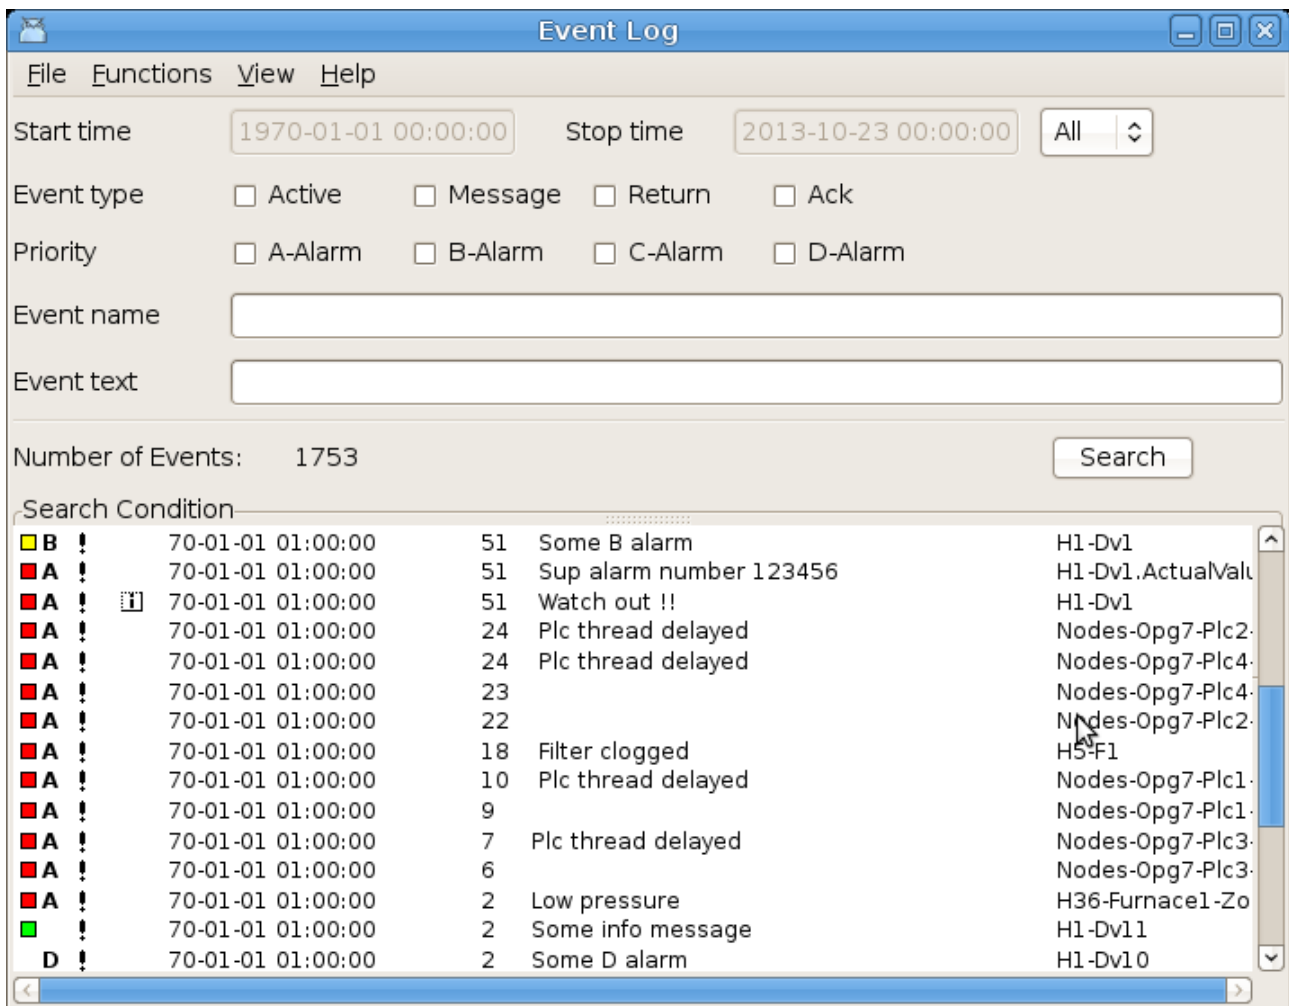 Event Log
File Functions View Help
Start time 1970-01-01 00:00:00 Stop time 2013-10-23 00:00:00 All
Event type Active Message Return Ack
Priority A-Alarm B-Alarm C-Alarm D-Alarm
Event name
Event text
Number of Events: 1753 Search
Search Condition
B ! 70-01-01 01:00:00 51 Some B alarm H1-Dv1
A ! 70-01-01 01:00:00 51 Sup alarm number 123456 H1-Dv1.ActualValu
A ! i 70-01-01 01:00:00 51 Watch out !! H1-Dv1
A ! 70-01-01 01:00:00 24 Plc thread delayed Nodes-Opg7-Plc2-
A ! 70-01-01 01:00:00 24 Plc thread delayed Nodes-Opg7-Plc4-
A ! 70-01-01 01:00:00 23 Nodes-Opg7-Plc4-
A ! 70-01-01 01:00:00 22 Nodes-Opg7-Plc2-
A ! 70-01-01 01:00:00 18 Filter clogged H5-F1
A ! 70-01-01 01:00:00 10 Plc thread delayed Nodes-Opg7-Plc1-
A ! 70-01-01 01:00:00 9 Nodes-Opg7-Plc1-
A ! 70-01-01 01:00:00 7 Plc thread delayed Nodes-Opg7-Plc3-
A ! 70-01-01 01:00:00 6 Nodes-Opg7-Plc3-
A ! 70-01-01 01:00:00 2 Low pressure H36-Furnace1-Zo
! 70-01-01 01:00:00 2 Some info message H1-Dv11
D ! 70-01-01 01:00:00 2 Some D alarm H1-Dv10